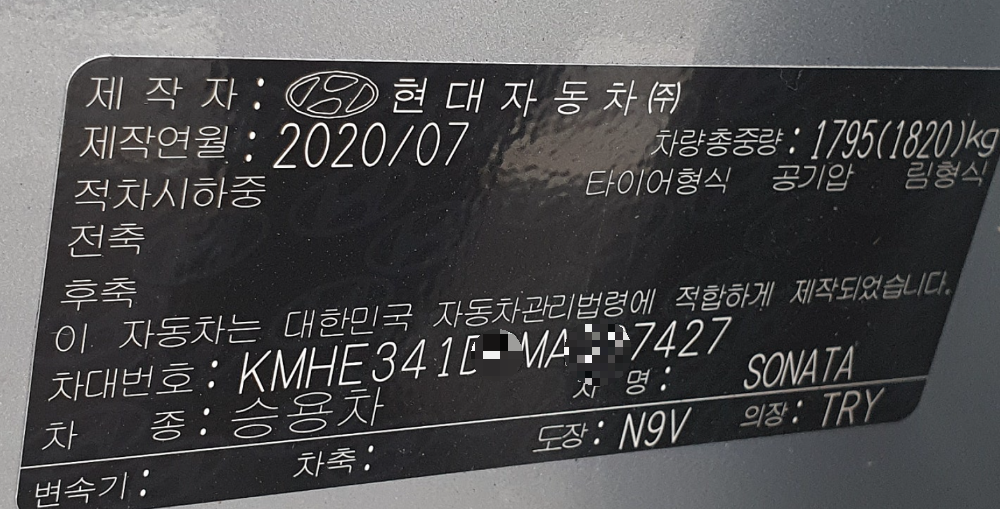 제 작 자 : 현 대 자 동 차 ㈜
제작연월 : 2020/07 차량총중량 : 1795(1820)kg
적차시하중 타이어형식 공기압 림형식
전축
후축
이 자동차는 대한민국 자동차관리법령에 적합하게 제작되었습니다.
차대번호 : KMHE341 MA 7427
차 종 : 승용차 차 명 : SONATA
변속기 : 차축 : 도장 : N9V 의장 : TRY